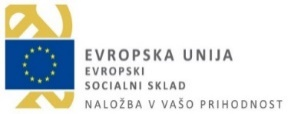 EVROPSKA UNIJA
EVROPSKI
SOCIALNI SKLAD
NALOŽBA V VAŠO PRIHODNOST